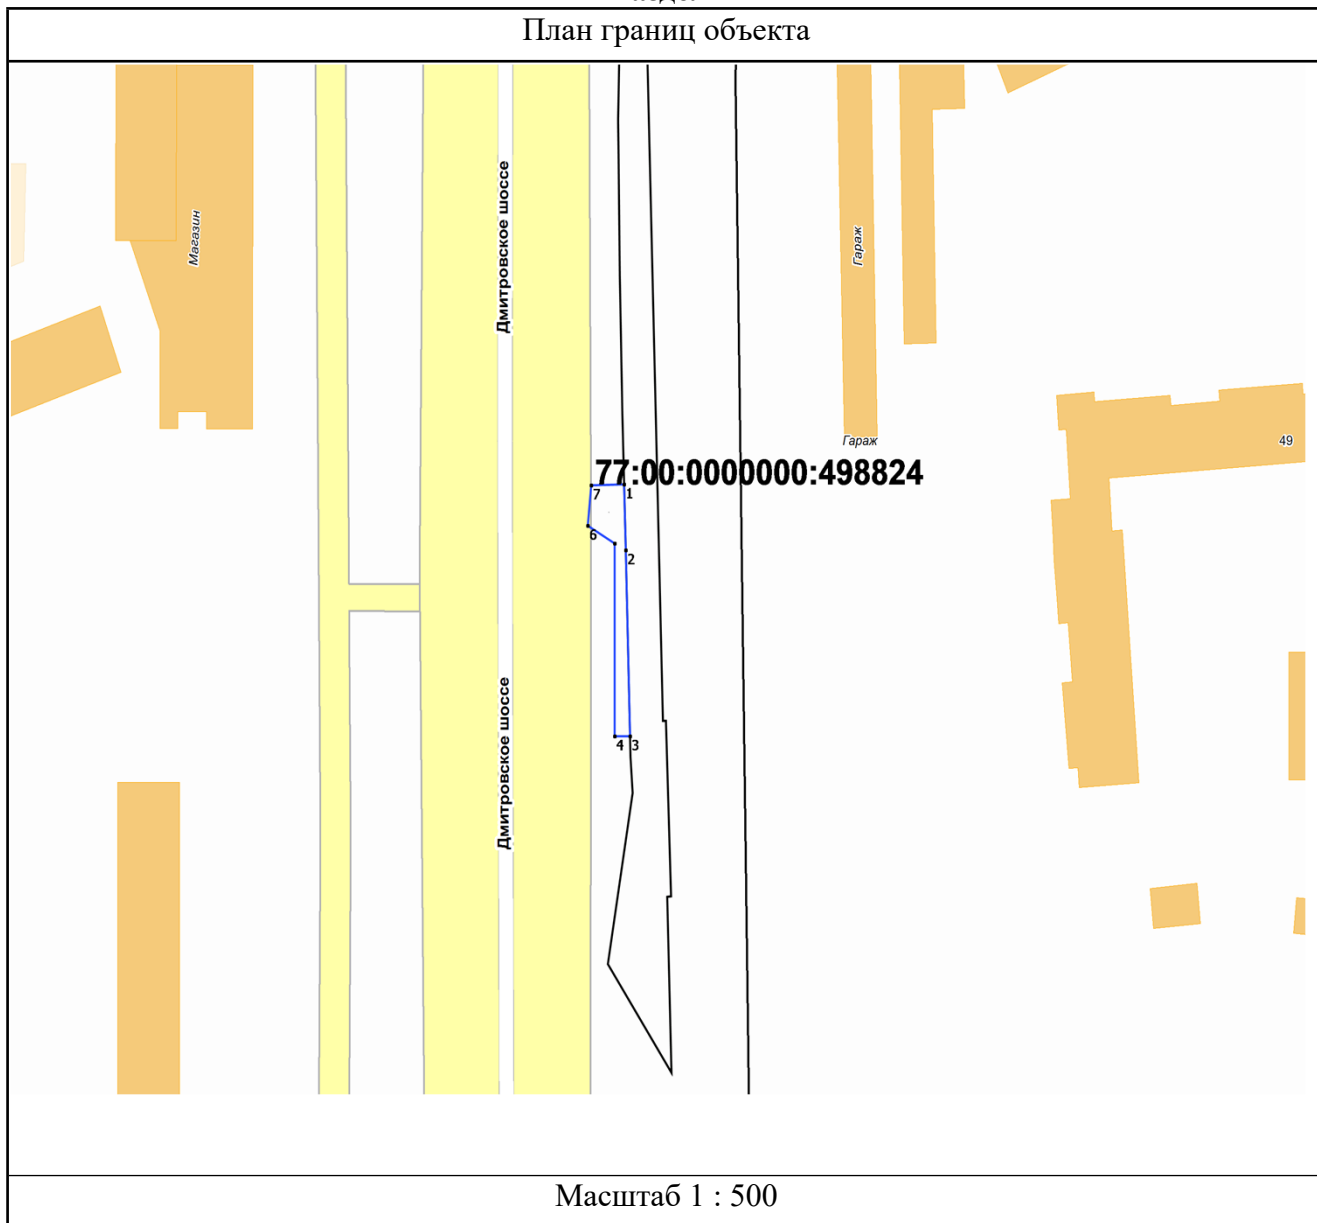 План границ объекта
Дмитровское шоссе
Магазин
Гараж
Гараж
49
77:00:0000000:498824
7
1
6
2
Дмитровское шоссе
4
3
Масштаб 1 : 500